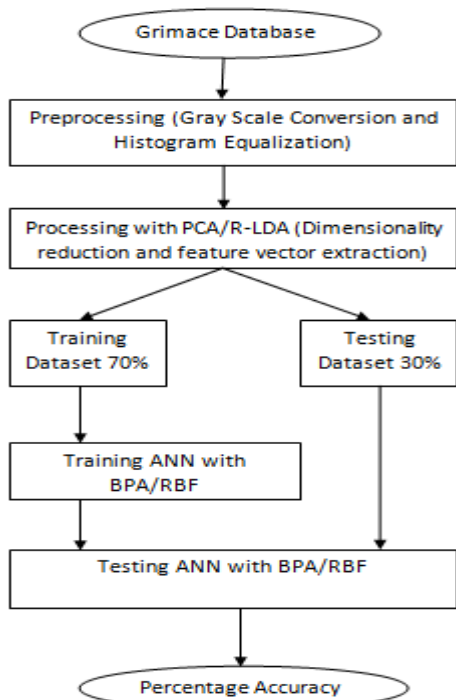 Grimace Database
Preprocessing (Gray Scale Conversion and
Histogram Equalization)
Processing with PCA/R-LDA (Dimensionality
reduction and feature vector extraction)
Training
Dataset 70%
Testing
Dataset 30%
Training ANN with
BPA/RBF
Testing ANN with BPA/RBF
Percentage Accuracy